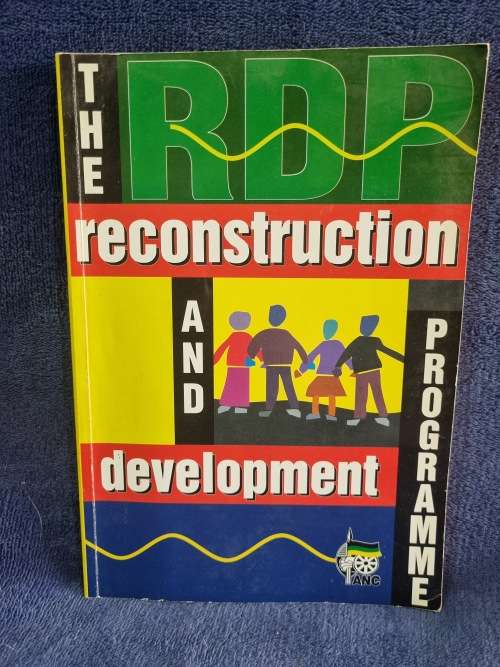 THE
RDP
reconstruction
AND
development
PROGRAMME
ANC